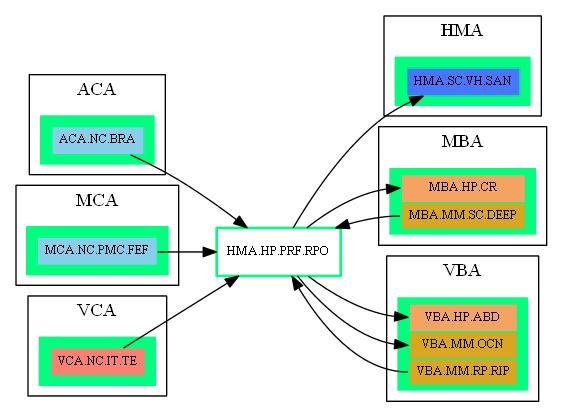 ACA
ACA.NC.BRA
MCA
MCA.NC.PMC.FEF
VCA
VCA.NC.IT.TE
HMA.HP.PRF.RPO
HMA
HMA.SC.VH.SAN
MBA
MBA.HP.CR
MBA.MM.SC.DEEP
VBA
VBA.HP.ABD
VBA.MM.OCN
VBA.MM.RP.RIP